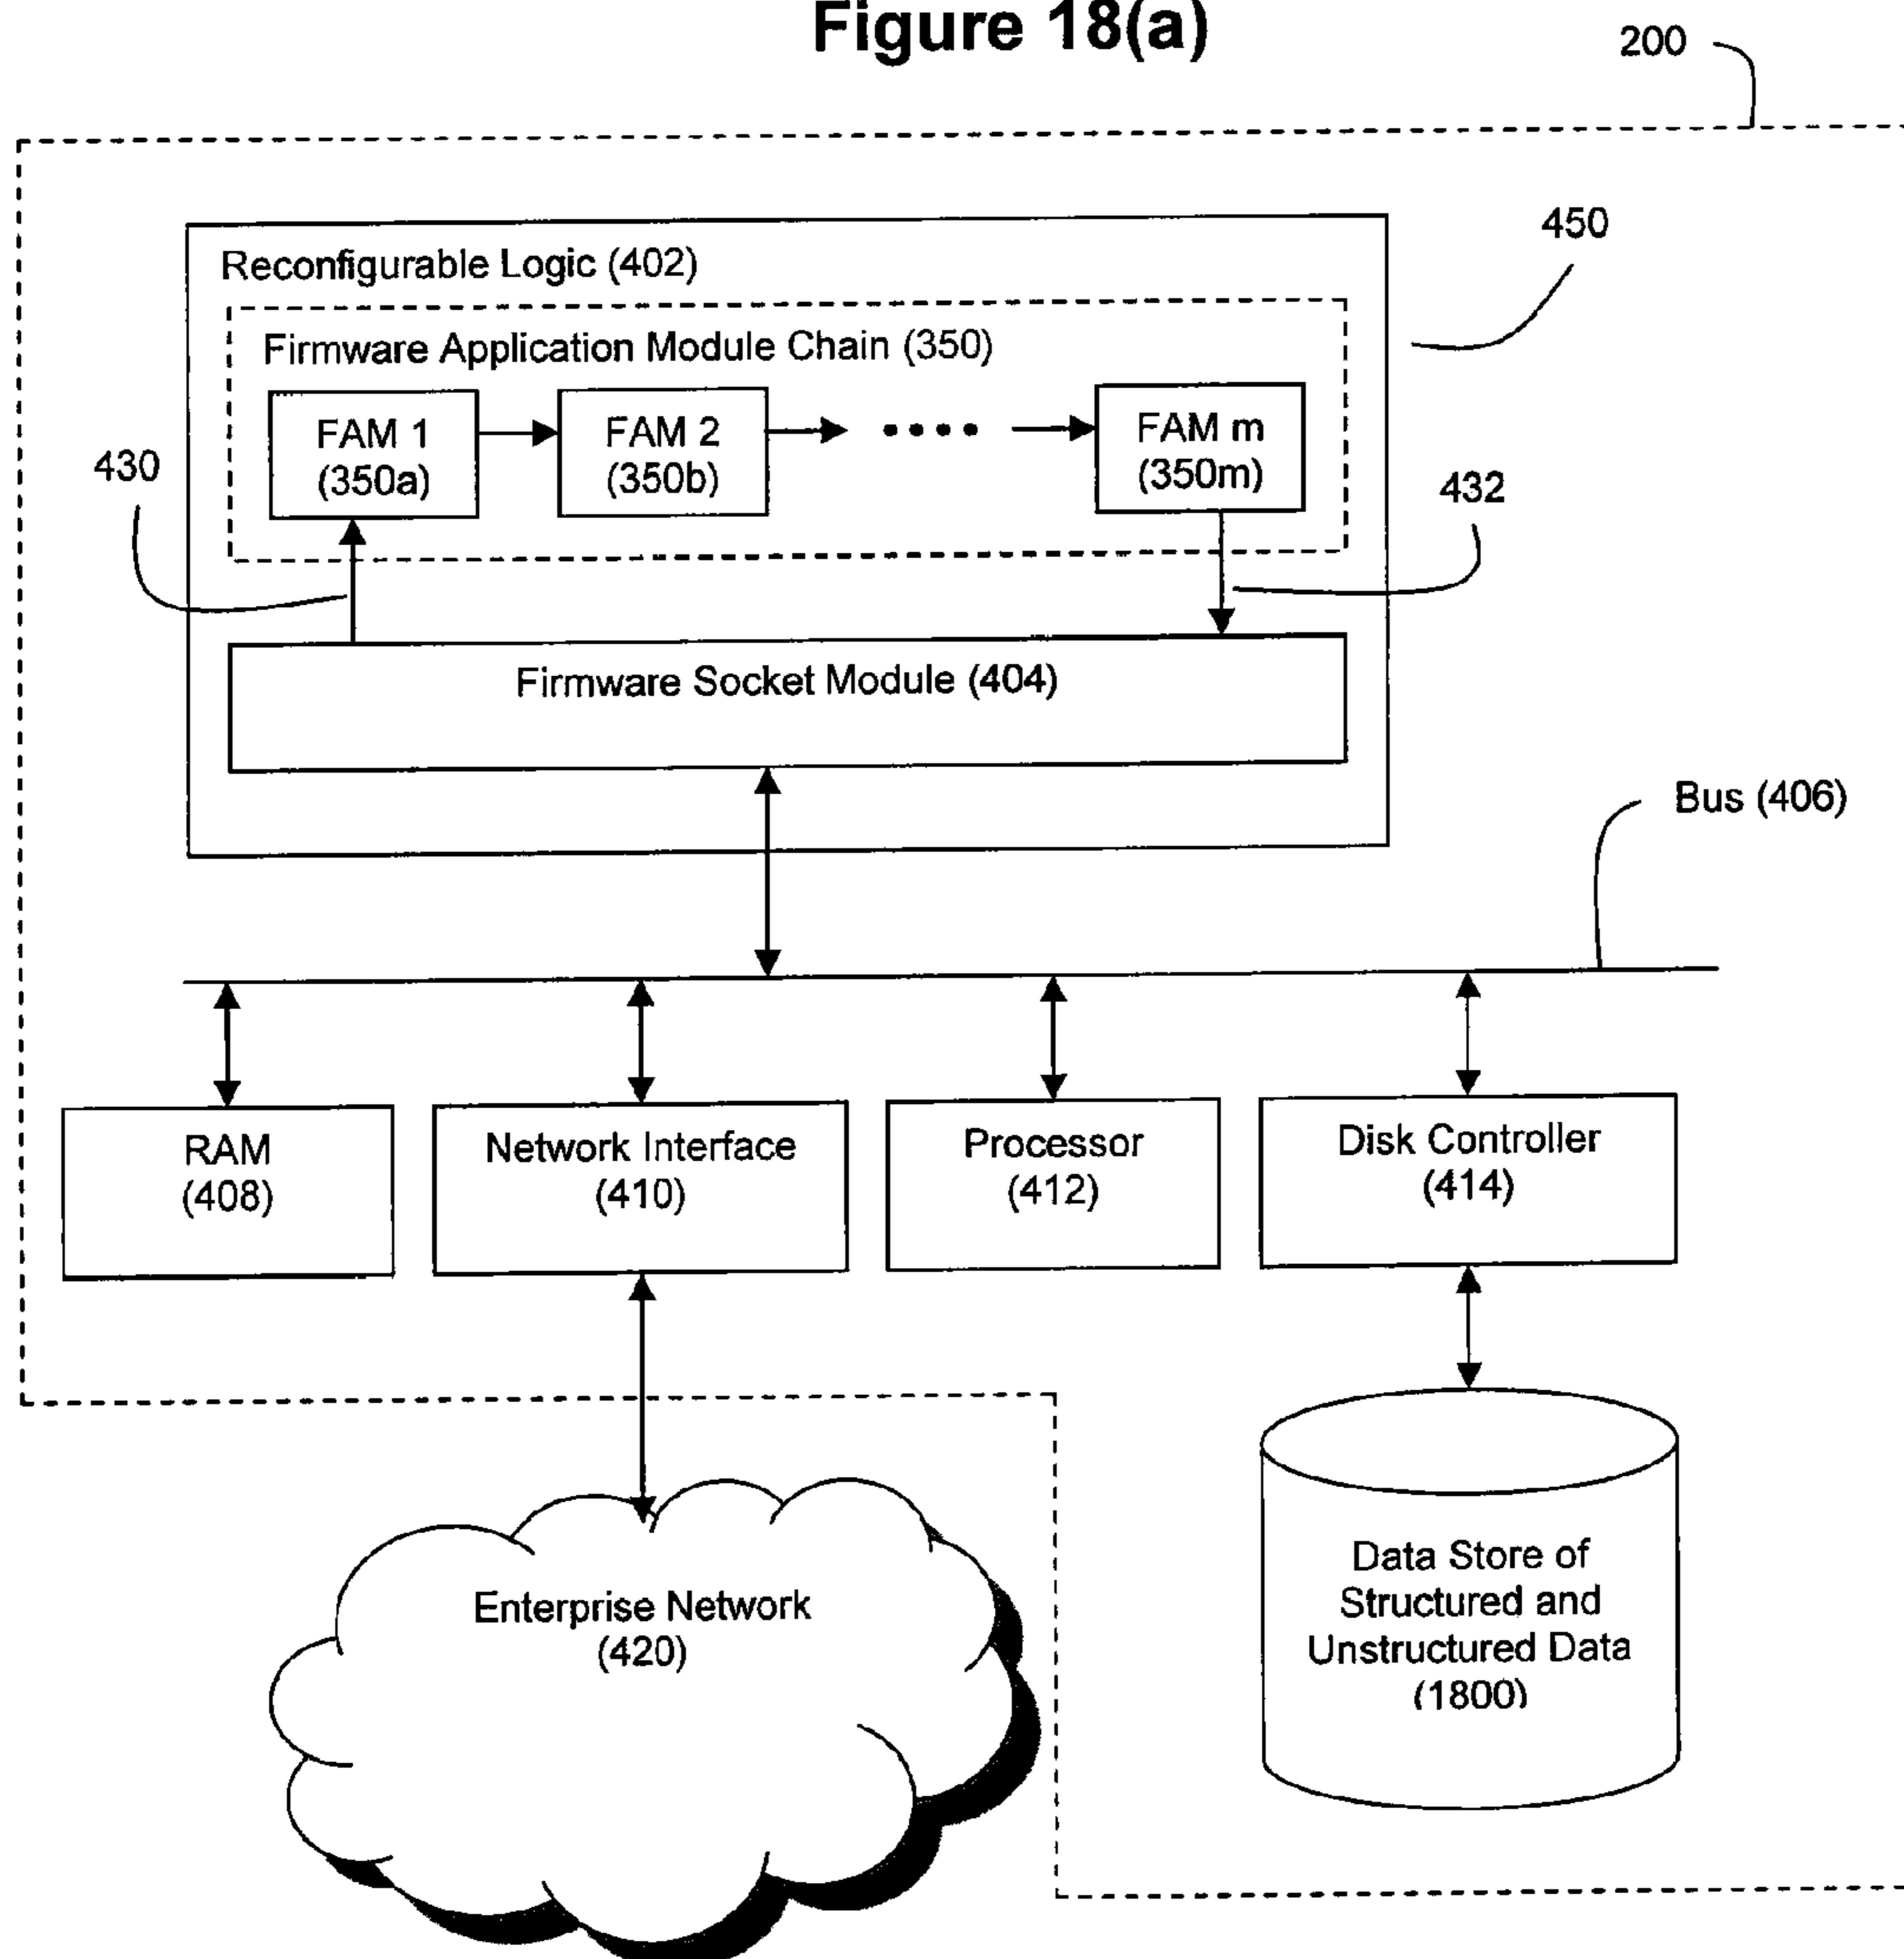 Figure 18(a)
200
450
Reconfigurable Logic (402)
Firmware Application Module Chain (350)
FAM 1
(350a)
FAM 2
(350b)
FAM m
(350m)
430
432
Firmware Socket Module (404)
Bus (406)
RAM
(408)
Network Interface
(410)
Processor
(412)
Disk Controller
(414)
Enterprise Network
(420)
Data Store of
Structured and
Unstructured Data
(1800)